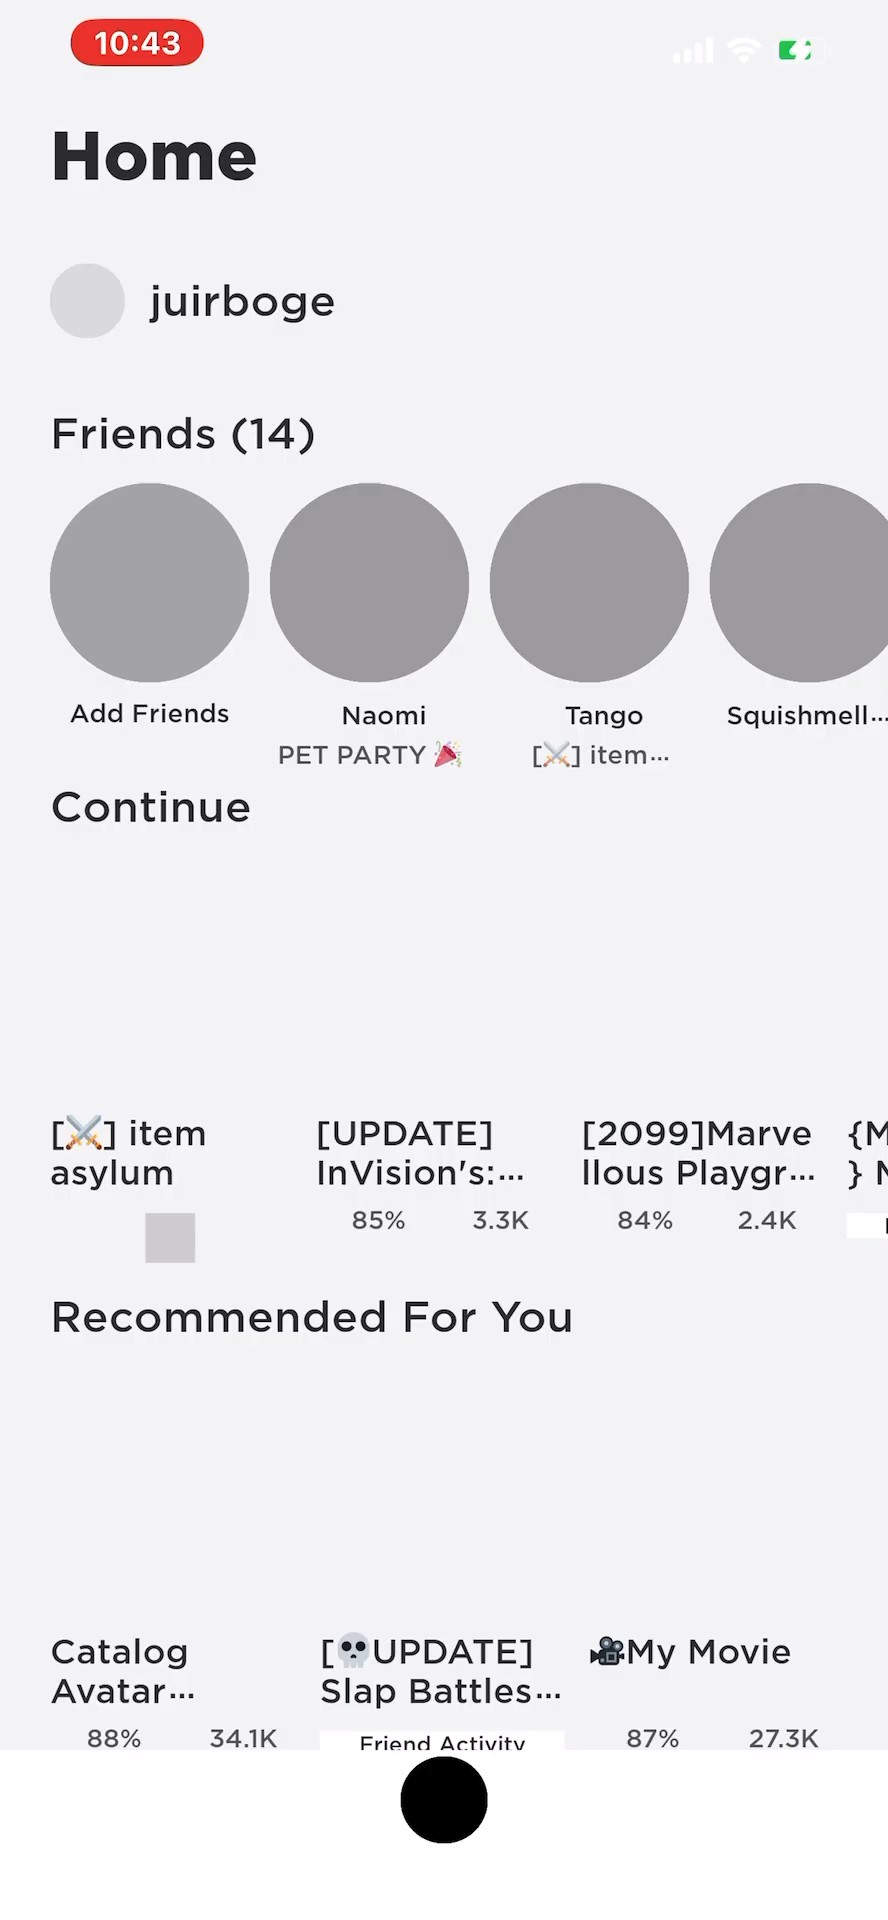 10:43
Home
juirboge
Friends (14)
Add Friends
Naomi
Tango
Squishmell...
PET PARTY 🎉
[⚔️] item...
Continue
[⚔️] item
asylum
[UPDATE]
InVision's:...
[2099]Marve
llous Playgr...
{M
} N
85%
3.3K
84%
2.4K
Recommended For You
Catalog
Avatar...
[💀UPDATE]
Slap Battles...
🎥My Movie
88%
34.1K
Friend Activity
87%
27.3K